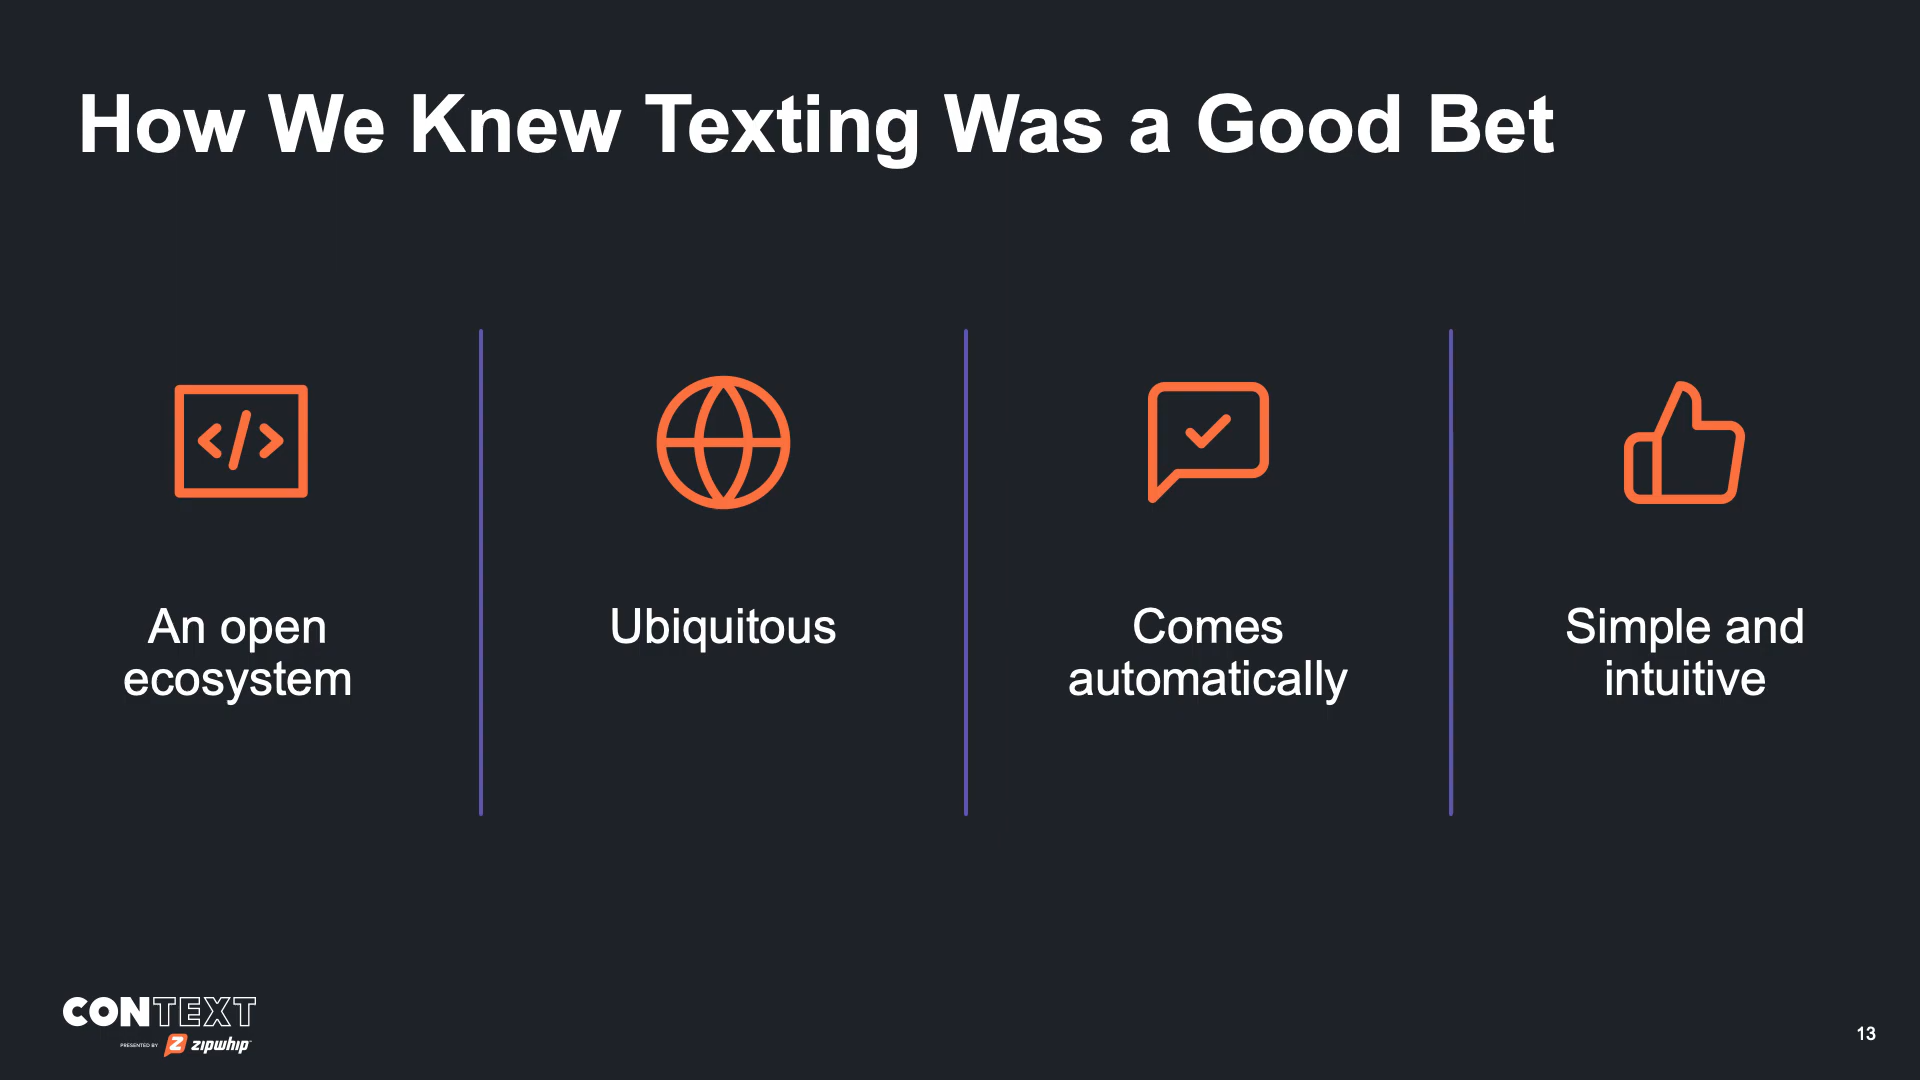 How We Knew Texting Was a Good Bet
An open
ecosystem
Ubiquitous
Comes
automatically
Simple and
intuitive
CONTEXT
PRESENTED BY zipwhip
13